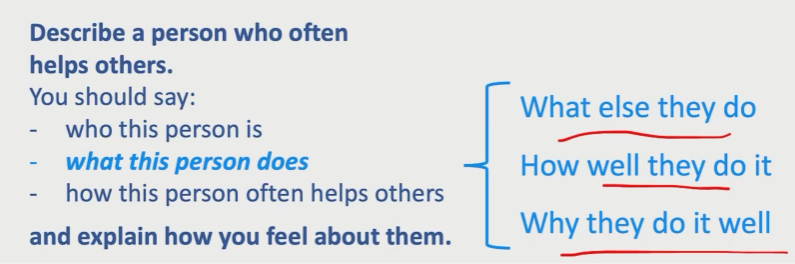 Describe a person who often
helps others.
You should say:
- who this person is
- what this person does
- how this person often helps others
and explain how you feel about them.
What else they do
How well they do it
Why they do it well